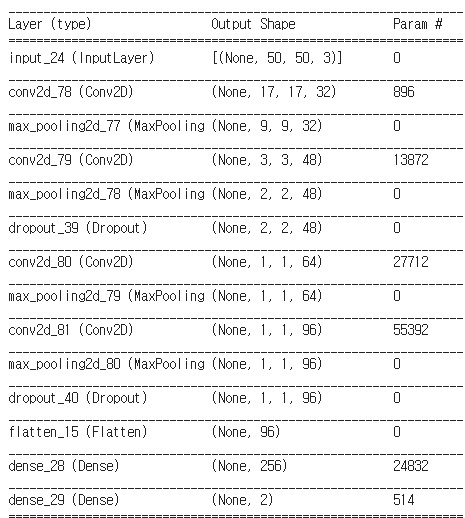 Layer (type) Output Shape Param #
input_24 (InputLayer) [(None, 50, 50, 3)] 0
conv2d_78 (Conv2D) (None, 17, 17, 32) 896
max_pooling2d_77 (MaxPooling (None, 9, 9, 32) 0
conv2d_79 (Conv2D) (None, 3, 3, 48) 13872
max_pooling2d_78 (MaxPooling (None, 2, 2, 48) 0
dropout_39 (Dropout) (None, 2, 2, 48) 0
conv2d_80 (Conv2D) (None, 1, 1, 64) 27712
max_pooling2d_79 (MaxPooling (None, 1, 1, 64) 0
conv2d_81 (Conv2D) (None, 1, 1, 96) 55392
max_pooling2d_80 (MaxPooling (None, 1, 1, 96) 0
dropout_40 (Dropout) (None, 1, 1, 96) 0
flatten_15 (Flatten) (None, 96) 0
dense_28 (Dense) (None, 256) 24832
dense_29 (Dense) (None, 2) 514